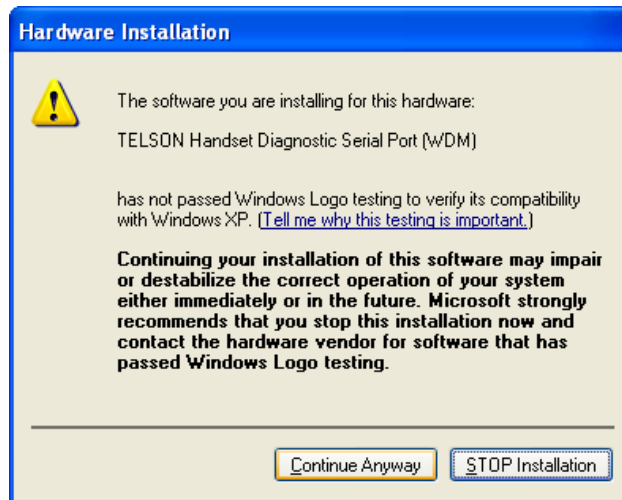 Hardware Installation
The software you are installing for this hardware:
TELSON Handset Diagnostic Serial Port (WDM)
has not passed Windows Logo testing to verify its compatibility
with Windows XP. (Tell me why this testing is important.)
Continuing your installation of this software may impair
or destabilize the correct operation of your system
either immediately or in the future. Microsoft strongly
recommends that you stop this installation now and
contact the hardware vendor for software that has
passed Windows Logo testing.
Continue Anyway
STOP Installation